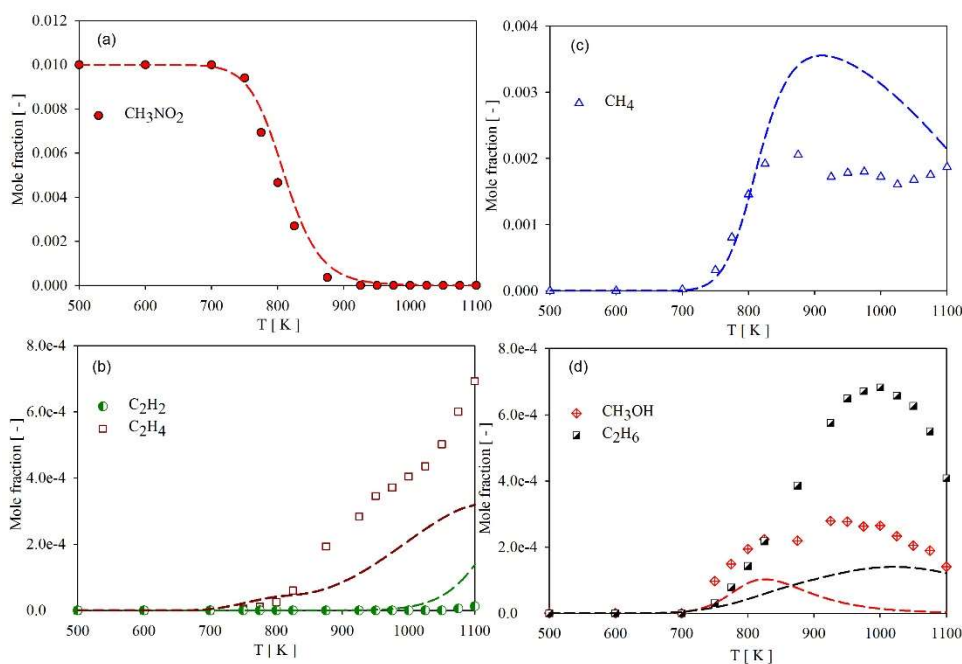 (a)
Mole fraction [ - ]
0.012
0.010
0.008
0.006
0.004
0.002
0.000
CH3NO2
500 600 700 800 900 1000 1100
T [ K ]
(c)
Mole fraction [ - ]
0.004
0.003
0.002
0.001
0.000
CH4
500 600 700 800 900 1000 1100
T [ K ]
(b)
Mole fraction [ - ]
8.0e-4
6.0e-4
4.0e-4
2.0e-4
0.0
C2H2
C2H4
500 600 700 800 900 1000 1100
T [ K ]
(d)
Mole fraction [ - ]
8.0e-4
6.0e-4
4.0e-4
2.0e-4
0.0
CH3OH
C2H6
500 600 700 800 900 1000 1100
T [ K ]